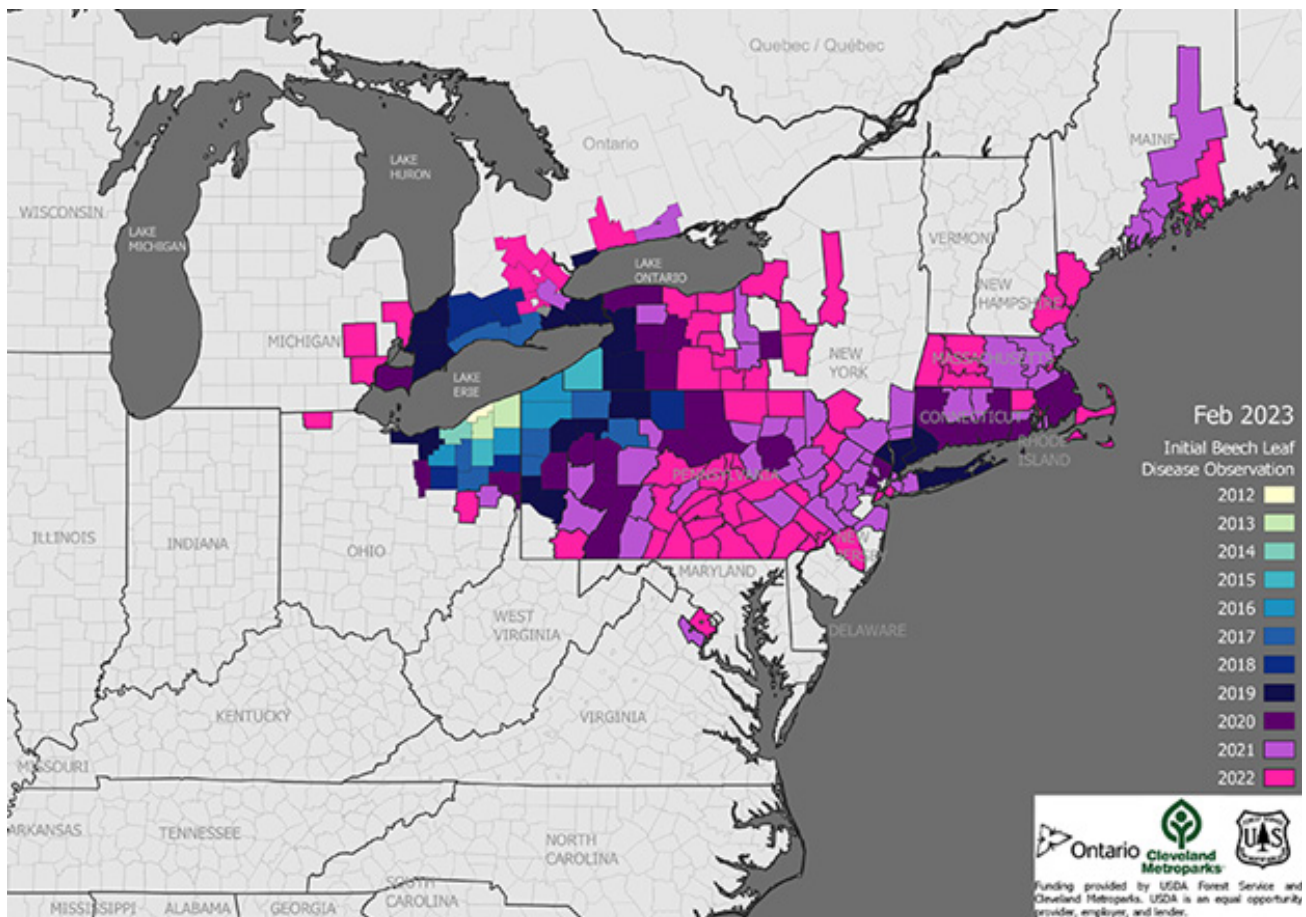 Quebec / Québec
Ontario
MAINE
LAKE
HURON
WISCONSIN
LAKE
MICHIGAN
VERMONT
LAKE
ONTARIO
NEW
HAMPSHIRE
MICHIGAN
NEW
YORK
MASSACHUSETTS
LAKE
ERIE
CONNECTICUT
RHODE
ISLAND
PENNSYLVANIA
ILLINOIS
INDIANA
OHIO
NEW
JERSEY
MARYLAND
WEST
VIRGINIA
DELAWARE
KENTUCKY
VIRGINIA
MISSOURI
ARKANSAS
TENNESSEE
NORTH
CAROLINA
SOUTH
CAROLINA
MISSISSIPPI
ALABAMA
GEORGIA
Feb 2023
Initial Beech Leaf
Disease Observation
2012
2013
2014
2015
2016
2017
2018
2019
2020
2021
2022
Ontario
Cleveland
Metroparks
U S
Funding provided by USDA Forest Service and
Cleveland Metroparks. USDA is an equal opportunity
provider, employer, and lender.